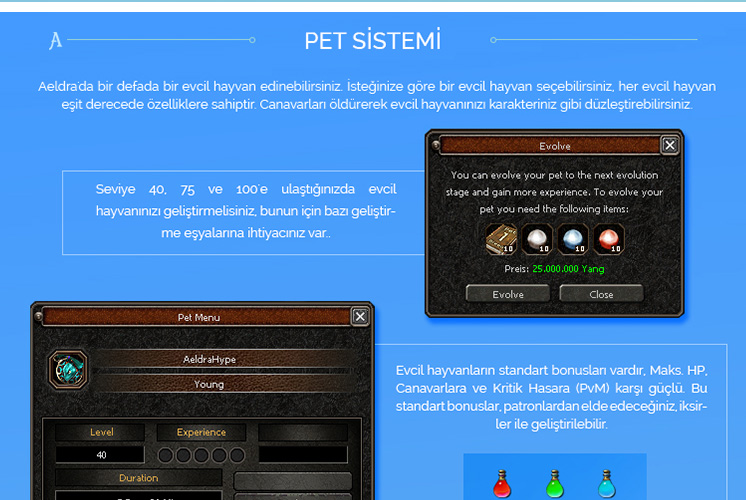 PET SİSTEMİ
Aeldra'da bir defada bir evcil hayvan edinebilirsiniz. İsteğinize göre bir evcil hayvan seçebilirsiniz, her evcil hayvan
eşit derecede özelliklere sahiptir. Canavarları öldürerek evcil hayvanınızı karakteriniz gibi düzleştirebilirsiniz.
Seviye 40, 75 ve 100'e ulaştığınızda evcil
hayvanınızı geliştirmelisiniz, bunun için bazı geliştir-
me eşyalarına ihtiyacınız var..
Evolve
You can evolve your pet to the next evolution
stage and gain more experience. To evolve your
pet you need the following items:
10 10 10 10
Preis: 25.000.000 Yang
Evolve Close
Pet Menu
AeldraHype
Young
Level Experience
40
Duration
Evcil hayvanların standart bonusları vardır, Maks. HP,
Canavarlara ve Kritik Hasara (PvM) karşı güçlü. Bu
standart bonuslar, patronlardan elde edeceğiniz, iksir-
ler ile geliştirilebilir.